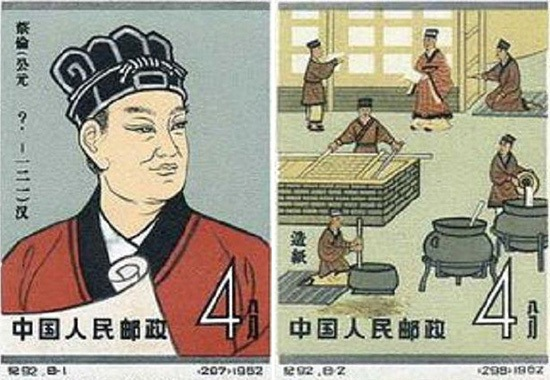 蔡倫(公元 ?-一二一)汉
中国人民邮政 4分
纪92.8-1 (297)1962
造紙
中国人民邮政 4分
纪92.8-2 (298)1962